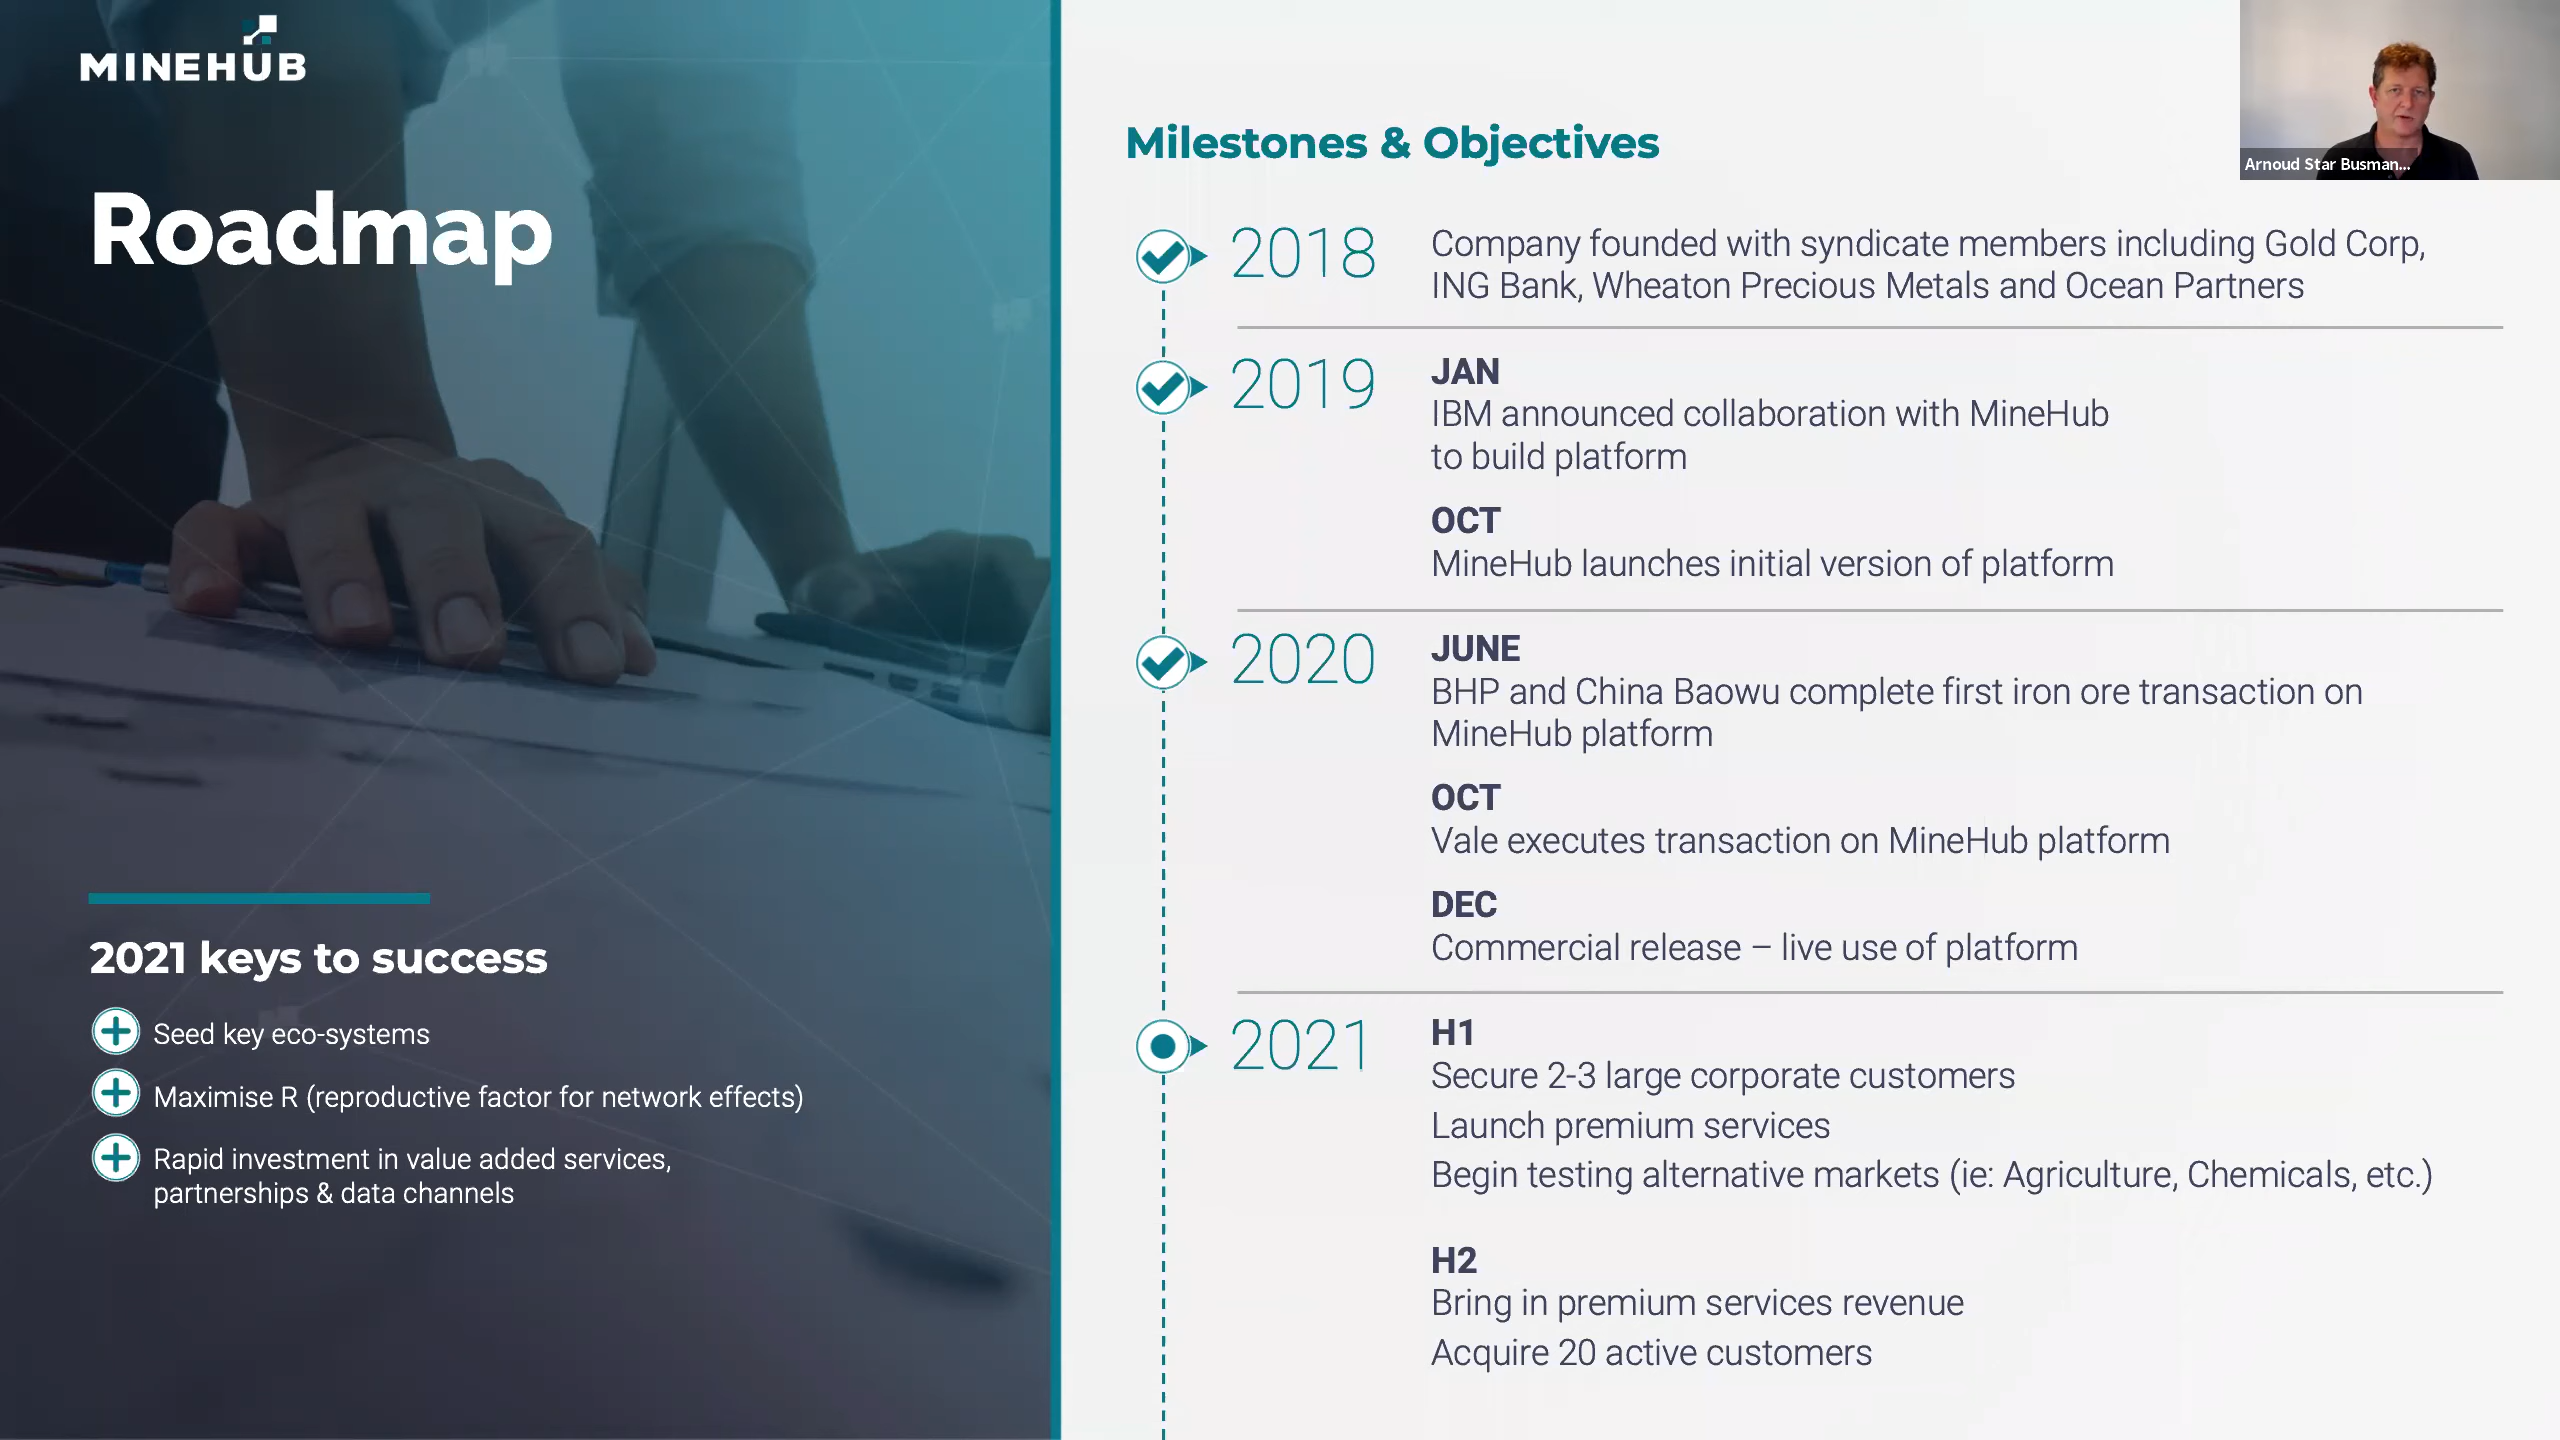 MINEHUB
Roadmap
2021 keys to success
Seed key eco-systems
Maximise R (reproductive factor for network effects)
Rapid investment in value added services,
partnerships & data channels
Milestones & Objectives
2018
Company founded with syndicate members including Gold Corp,
ING Bank, Wheaton Precious Metals and Ocean Partners
2019
JAN
IBM announced collaboration with MineHub
to build platform
OCT
MineHub launches initial version of platform
2020
JUNE
BHP and China Baowu complete first iron ore transaction on
MineHub platform
OCT
Vale executes transaction on MineHub platform
DEC
Commercial release – live use of platform
2021
H1
Secure 2-3 large corporate customers
Launch premium services
Begin testing alternative markets (ie: Agriculture, Chemicals, etc.)
H2
Bring in premium services revenue
Acquire 20 active customers
Arnoud Star Busman...